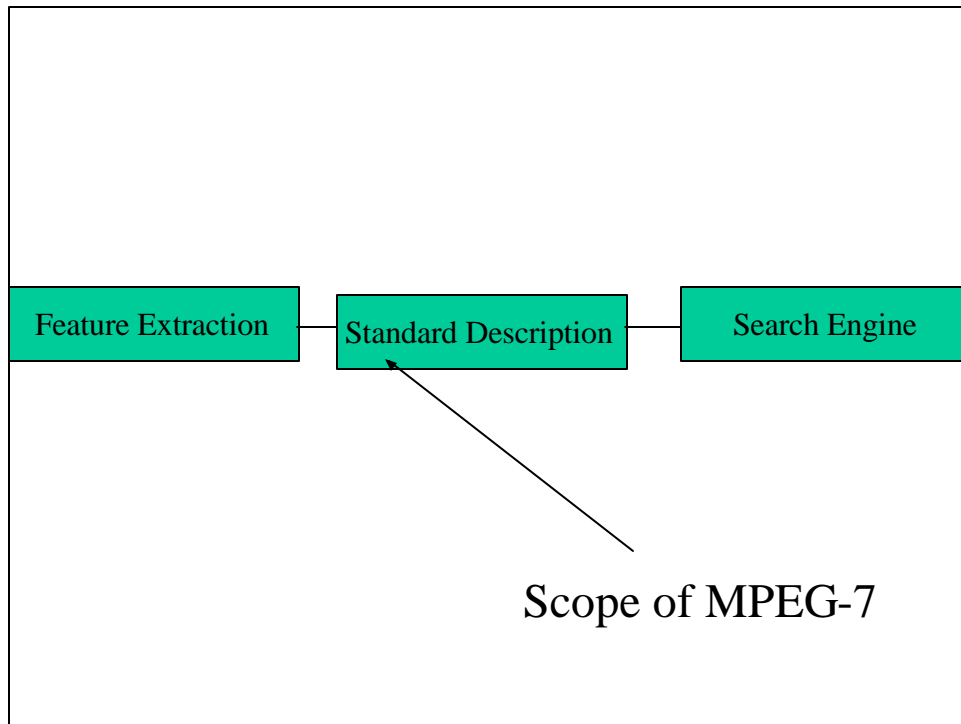 Feature Extraction
Standard Description
Search Engine
Scope of MPEG-7